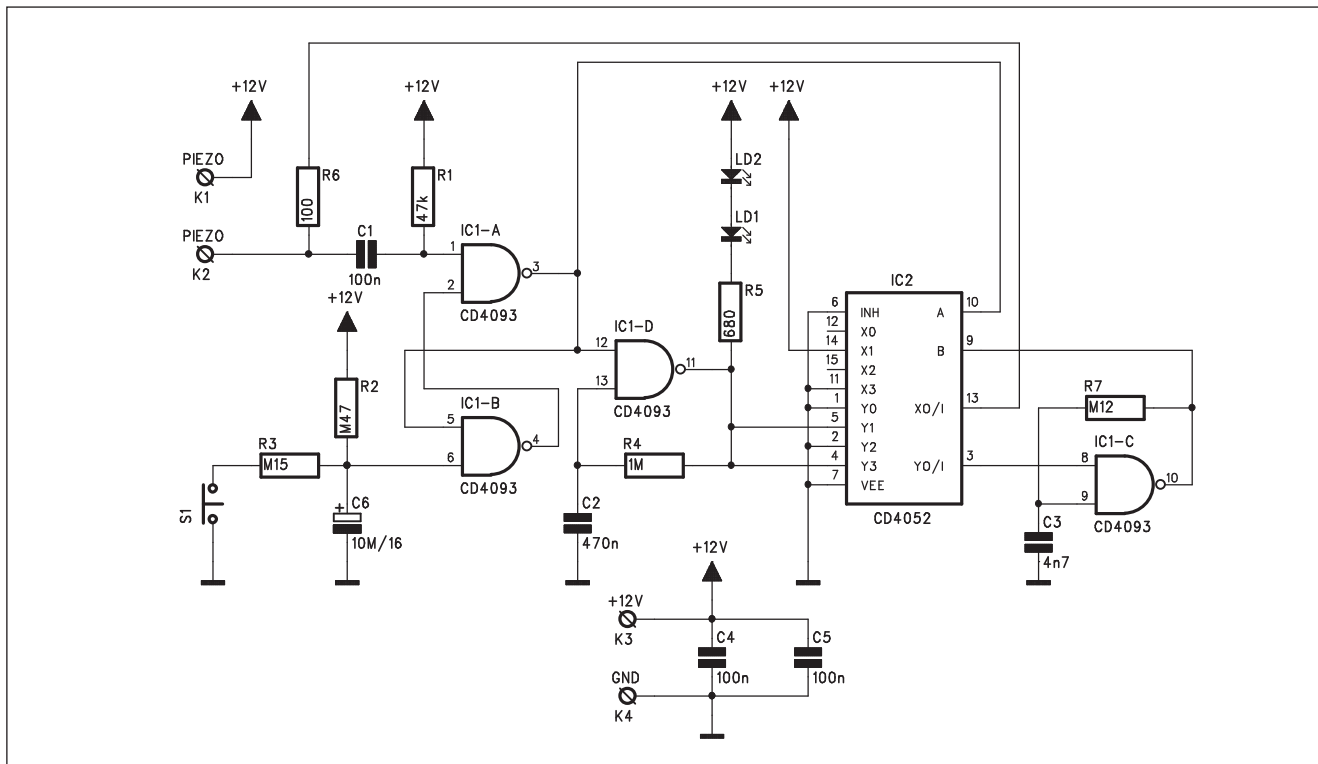 +12V
+12V
+12V
+12V
PIEZO
K1
R6
100
R1
47k
LD2
LD1
PIEZO
K2
C1
100n
IC1-A
1
2
3
CD4093
+12V
R2
M47
R3
M15
S1
C6
+
10M/16
IC1-B
5
6
4
CD4093
IC1-D
12
13
11
CD4093
R5
680
R4
1M
C2
470n
IC2
6 INH A 10
12 X0
14 X1 B 9
15 X2
11 X3
1 Y0 XO/I 13
5 Y1
2 Y2
4 Y3 YO/I 3
7 VEE
CD4052
R7
M12
IC1-C
8
9
10
CD4093
C3
4n7
+12V
+12V
K3
C4
100n
C5
100n
GND
K4